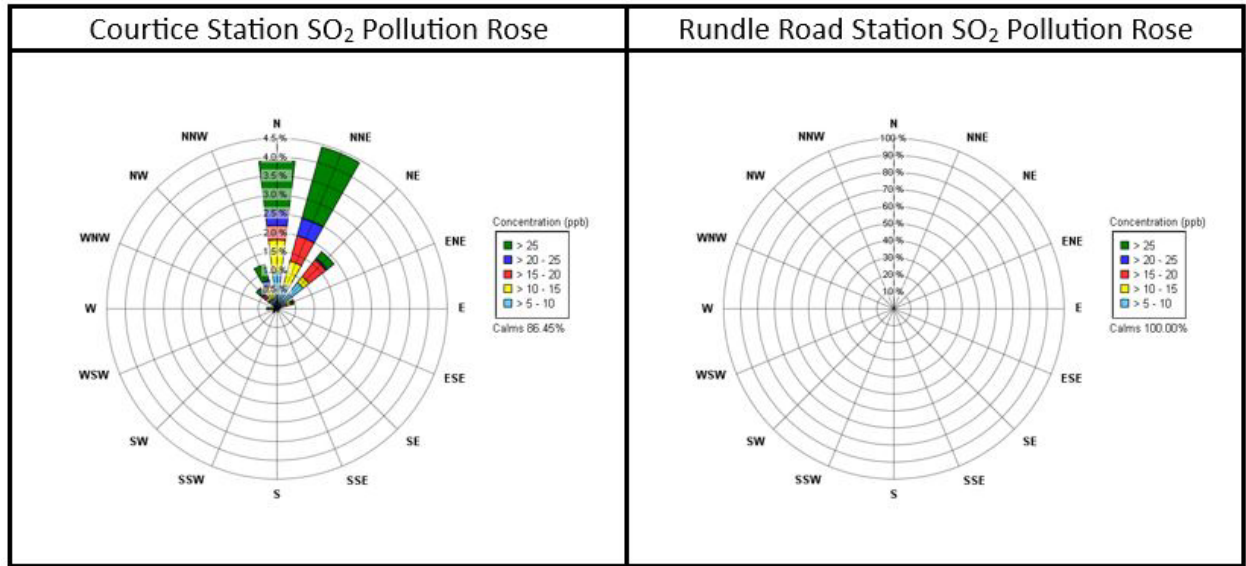 Courtice Station SO₂ Pollution Rose
Rundle Road Station SO₂ Pollution Rose
N
NNE
NE
ENE
E
ESE
SE
SSE
S
SSW
SW
WSW
W
WNW
NW
NNW
4.5 %
4.0 %
3.5 %
3.0 %
2.5 %
2.0 %
1.5 %
1.0 %
Concentration (ppb)
> 25
> 20 - 25
> 15 - 20
> 10 - 15
> 5 - 10
Calms 86.45%
N
NNE
NE
ENE
E
ESE
SE
SSE
S
SSW
SW
WSW
W
WNW
NW
NNW
100 %
90 %
80 %
70 %
60 %
50 %
40 %
30 %
20 %
10 %
Concentration (ppb)
> 25
> 20 - 25
> 15 - 20
> 10 - 15
> 5 - 10
Calms 100.00%